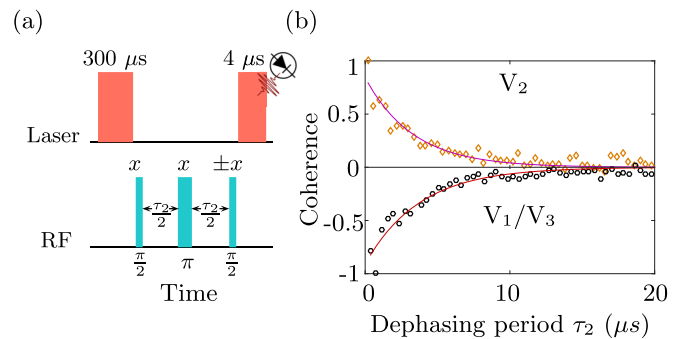 (a)
300 μs
4 μs
Laser
x
x
±x
τ₂/2
τ₂/2
RF
π/2
π
π/2
Time
(b)
1
0.5
0
-0.5
-1
Coherence
V₂
V₁/V₃
0
10
20
Dephasing period τ₂ (μs)